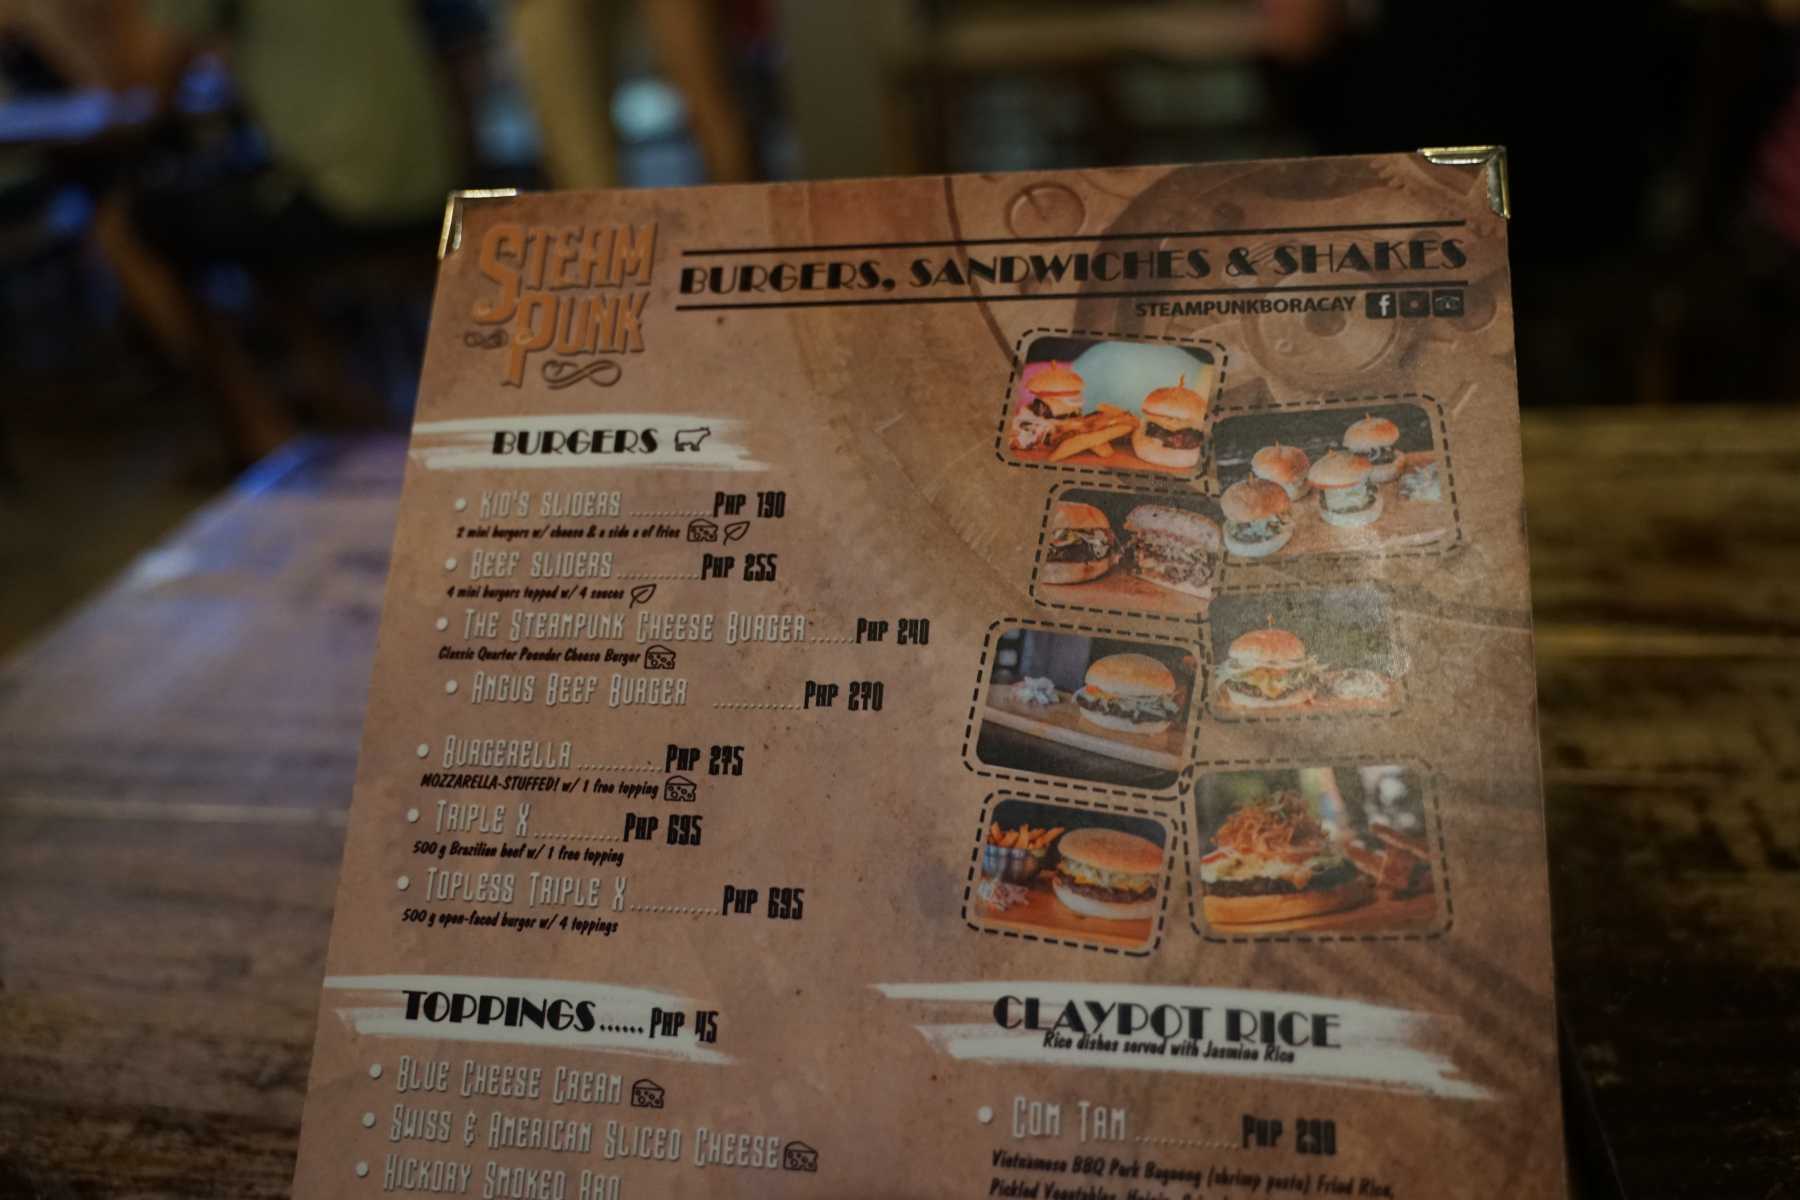 STEAM
PUNK
BURGERS, SANDWICHES & SHAKES
STEAMPUNKBORACAY
BURGERS
KID'S SLIDERS ............PHP 190
2 mini burgers w/ cheese & a side o of fries
BEEF SLIDERS............PHP 255
4 mini burgers topped w/ 4 sauces
THE STEAMPUNK CHEESE BURGER......PHP 240
Classic Quarter Pounder Cheese Burger
ANGUS BEEF BURGER ............PHP 270
BURGERELLA............PHP 275
MOZZARELLA-STUFFED! w/ 1 free topping
TRIPLE X............PHP 695
500 g Brazilian beef w/ 1 free topping
TOPLESS TRIPLE X............PHP 695
500 g open-faced burger w/ 4 toppings
TOPPINGS......PHP 45
BLUE CHEESE CREAM
SWISS & AMERICAN SLICED CHEESE
HICKORY SMOKED BBQ
CLAYPOT RICE
Rice dishes served with Jasmine Rice
COM TAM............PHP 290
Vietnamese BBQ Pork Bagoong (shrimp paste) Fried Rice,
Pickled Vegetables,